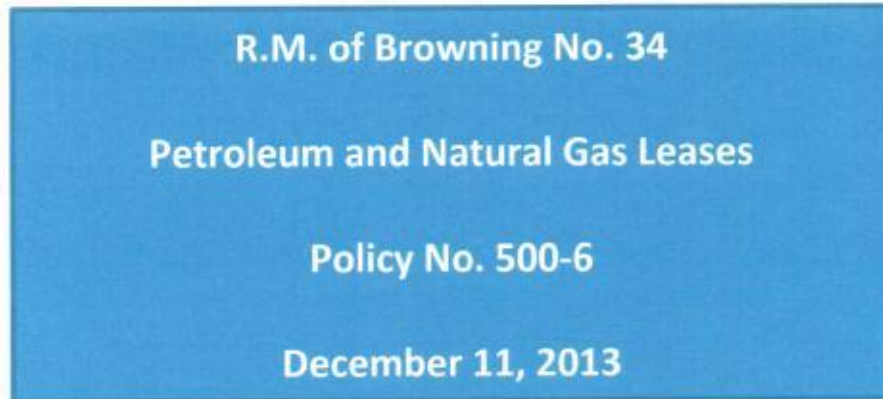 R.M. of Browning No. 34
Petroleum and Natural Gas Leases
Policy No. 500-6
December 11, 2013